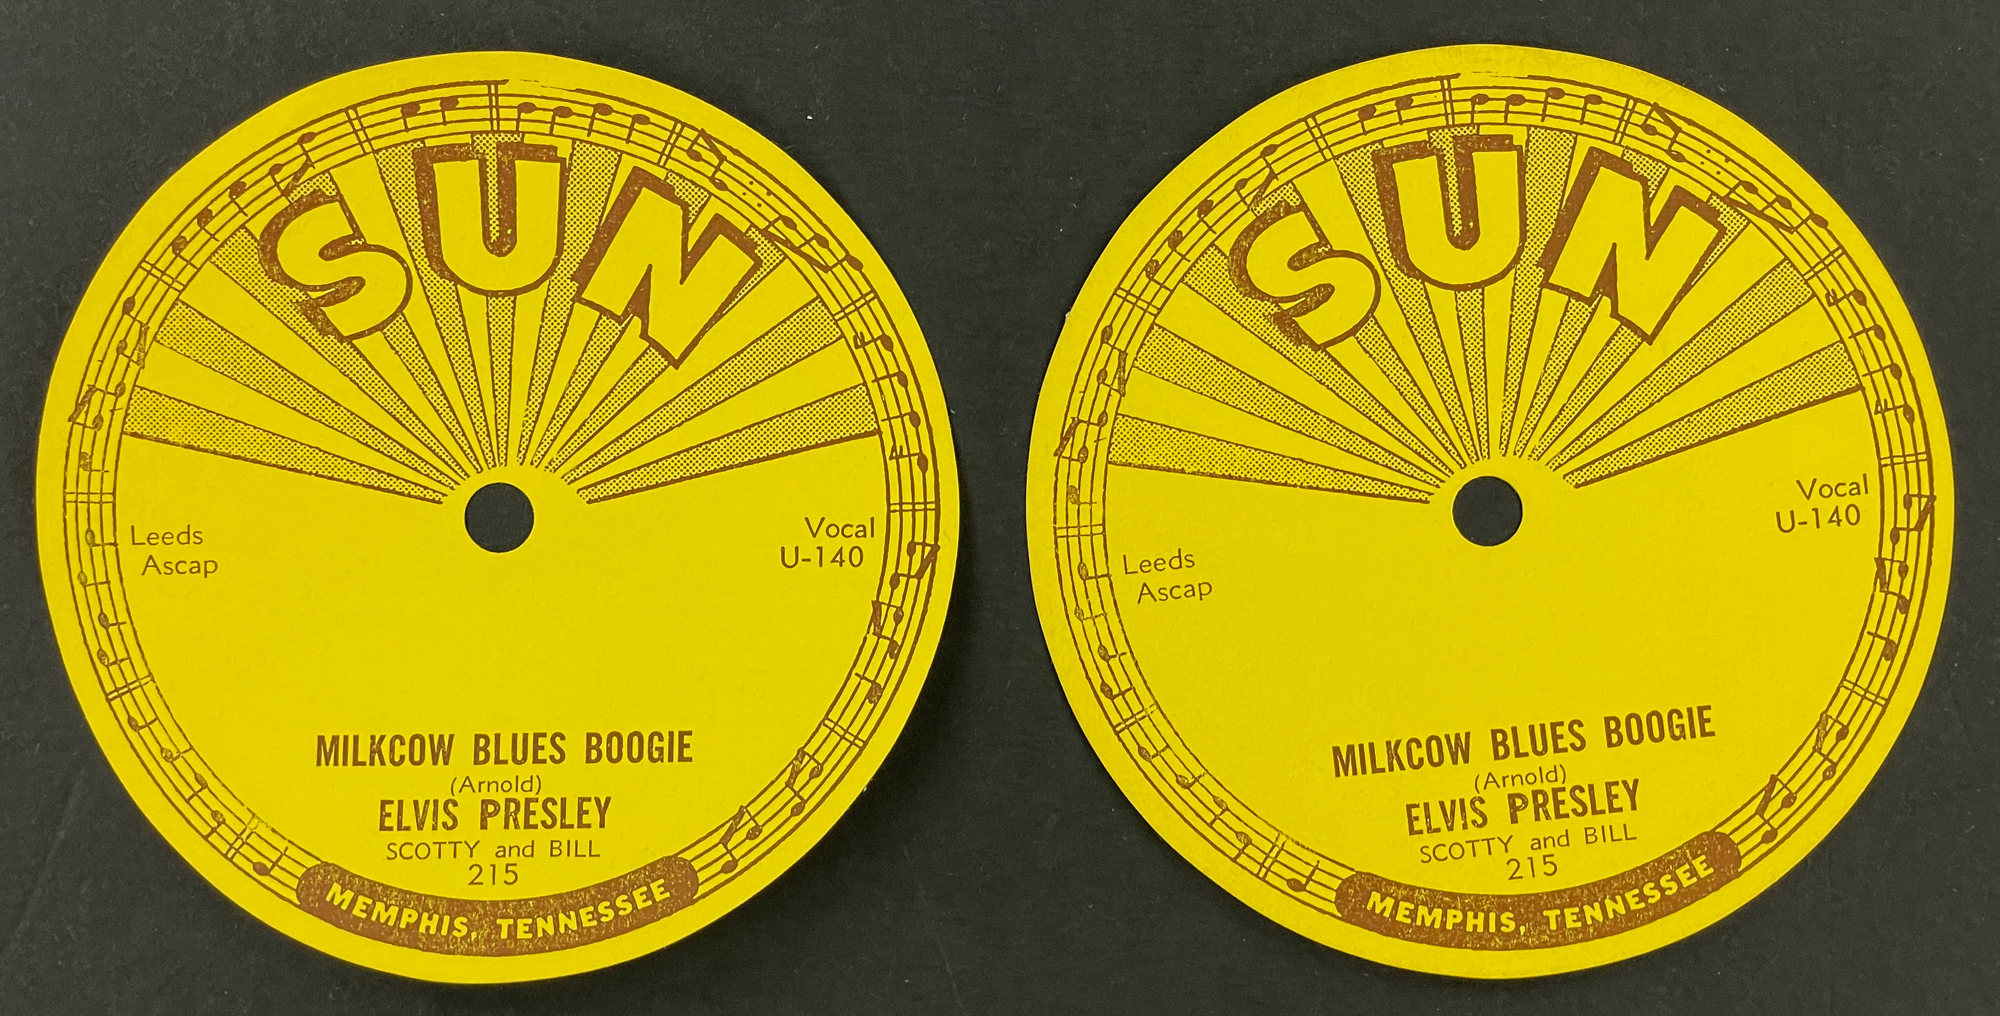 SUN
Leeds
Ascap
Vocal
U-140
MILKCOW BLUES BOOGIE
(Arnold)
ELVIS PRESLEY
SCOTTY and BILL
215
MEMPHIS, TENNESSEE
SUN
Leeds
Ascap
Vocal
U-140
MILKCOW BLUES BOOGIE
(Arnold)
ELVIS PRESLEY
SCOTTY and BILL
215
MEMPHIS, TENNESSEE